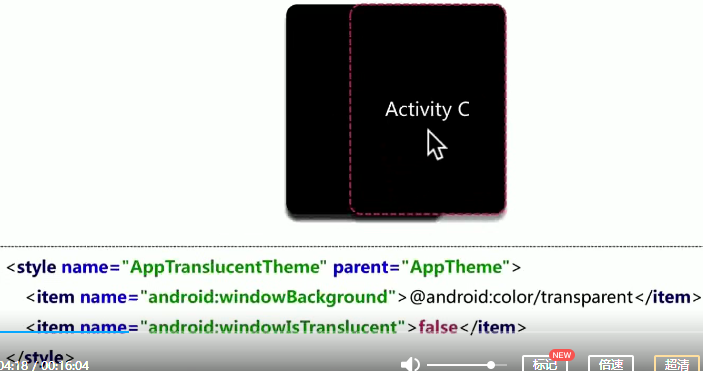 Activity C
<style name="AppTranslucentTheme" parent="AppTheme">
<item name="android:windowBackground">@android:color/transparent</item>
<item name="android:windowIsTranslucent">false</item>
</style>
04:18 / 00:16:04
标记 NEW 倍速 超清